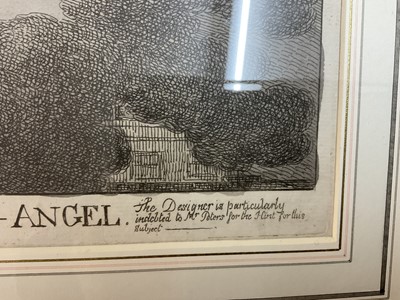 -ANGEL.
The Designer is particularly
indebted to Mr Peters for the Hint for this
Subject